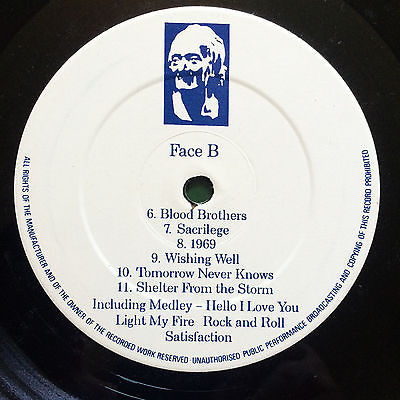 Face B
6. Blood Brothers
7. Sacrilege
8. 1969
9. Wishing Well
10. Tomorrow Never Knows
11. Shelter From the Storm
Including Medley – Hello I Love You
Light My Fire Rock and Roll
Satisfaction
ALL RIGHTS OF THE MANUFACTURER AND OF THE OWNER OF THE RECORDED WORK RESERVED · UNAUTHORISED PUBLIC PERFORMANCE BROADCASTING AND COPYING OF THIS RECORD PROHIBITED